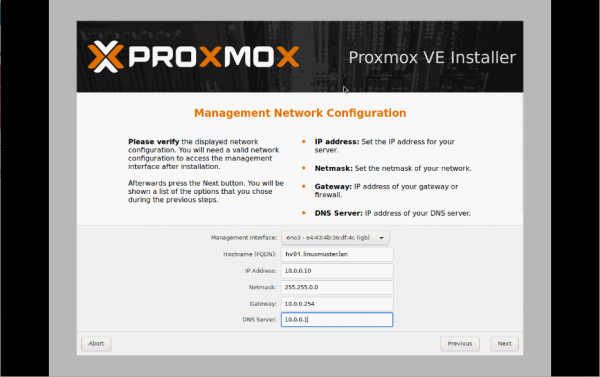 PROXMOX
Proxmox VE Installer
Management Network Configuration
Please verify the displayed network
configuration. You will need a valid network
configuration to access the management
interface after installation.
Afterwards press the Next button. You will be
shown a list of the options that you chose
during the previous steps.
• IP address: Set the IP address for your
server.
• Netmask: Set the netmask of your network.
• Gateway: IP address of your gateway or
firewall.
• DNS Server: IP address of your DNS server.
Management Interface: eno3 - e4:43:4b:36:df:4c (igb)
Hostname (FQDN): hv01.linuxmuster.lan
IP Address: 10.0.0.10
Netmask: 255.255.0.0
Gateway: 10.0.0.254
DNS Server: 10.0.0.1
Abort
Previous
Next